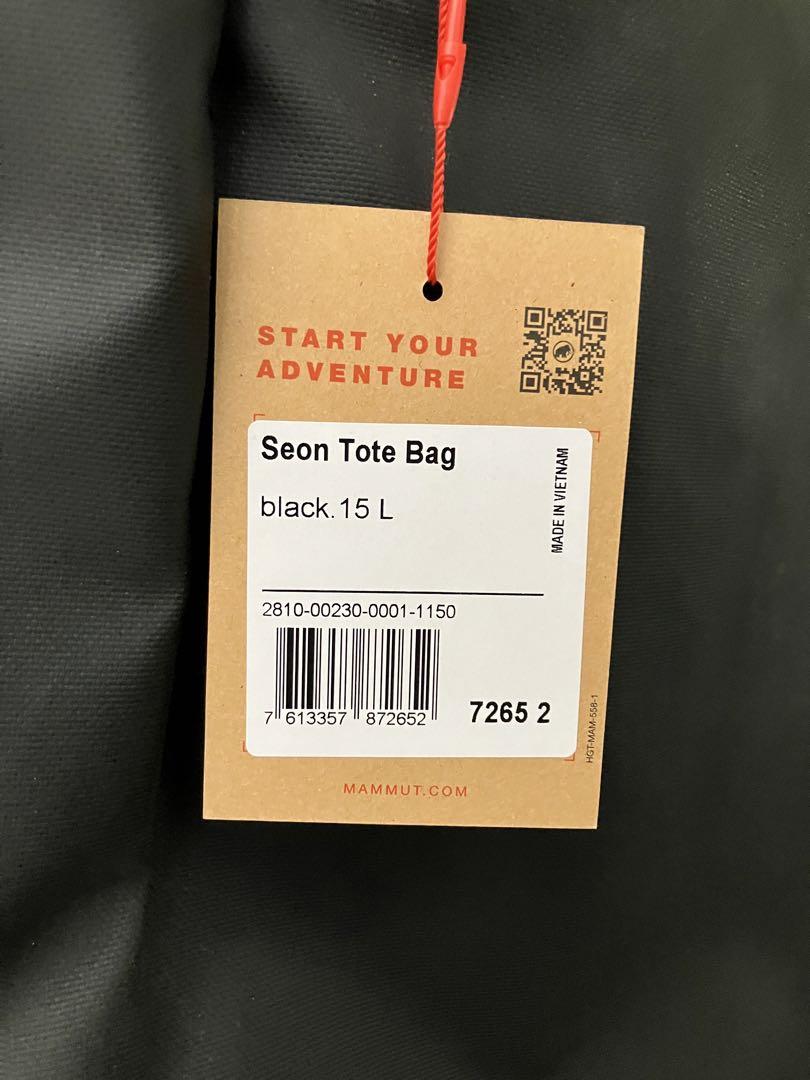 START YOUR
ADVENTURE
Seon Tote Bag
black.15 L
MADE IN VIETNAM
2810-00230-0001-1150
7 613357 872652
7265 2
HGT-MAM-558-1
MAMMUT.COM